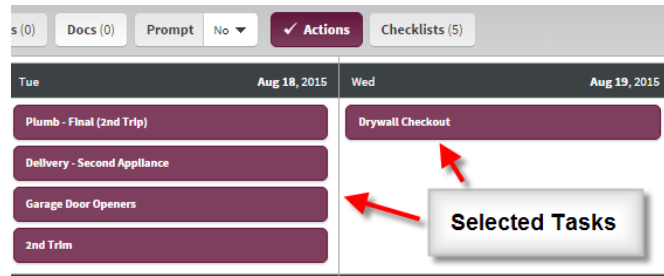 s (0) Docs (0) Prompt No ▼ ✓ Actions Checklists (5)
Tue Aug 18, 2015 Wed Aug 19, 2015
Plumb - Final (2nd Trip) Drywall Checkout
Delivery - Second Appliance
Garage Door Openers
Selected Tasks
2nd Trim